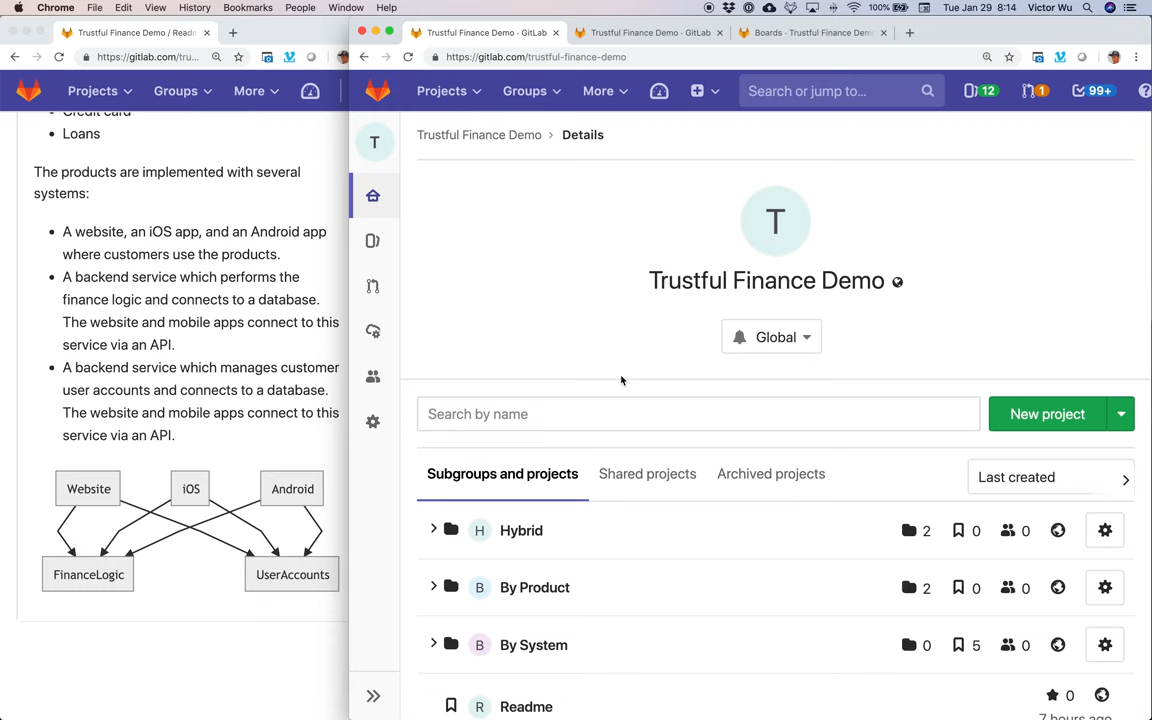 Chrome File Edit View History Bookmarks People Window Help 100% Tue Jan 29 8:14 Victor Wu
Trustful Finance Demo / Readm
https://gitlab.com/tru...
Projects Groups More
Credit card
Loans
The products are implemented with several
systems:
A website, an iOS app, and an Android app
where customers use the products.
A backend service which performs the
finance logic and connects to a database.
The website and mobile apps connect to this
service via an API.
A backend service which manages customer
user accounts and connects to a database.
The website and mobile apps connect to this
service via an API.
Website iOS Android
FinanceLogic UserAccounts
Trustful Finance Demo · GitLab
Trustful Finance Demo · GitLab
Boards · Trustful Finance Demo
https://gitlab.com/trustful-finance-demo
Projects Groups More Search or jump to... 12 1 99+
T
Trustful Finance Demo › Details
T
Trustful Finance Demo
Global
Search by name
New project
Subgroups and projects Shared projects Archived projects Last created
H Hybrid 2 0 0
B By Product 2 0 0
B By System 0 5 0
R Readme 0
7 hours ago